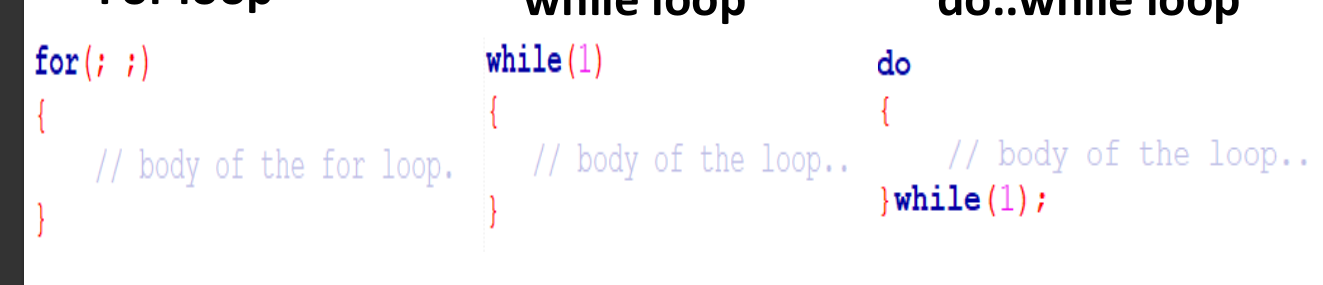 For loop
while loop
do..while loop
for(; ;)
{
// body of the for loop.
}
while(1)
{
// body of the loop..
}
do
{
// body of the loop..
}while(1);